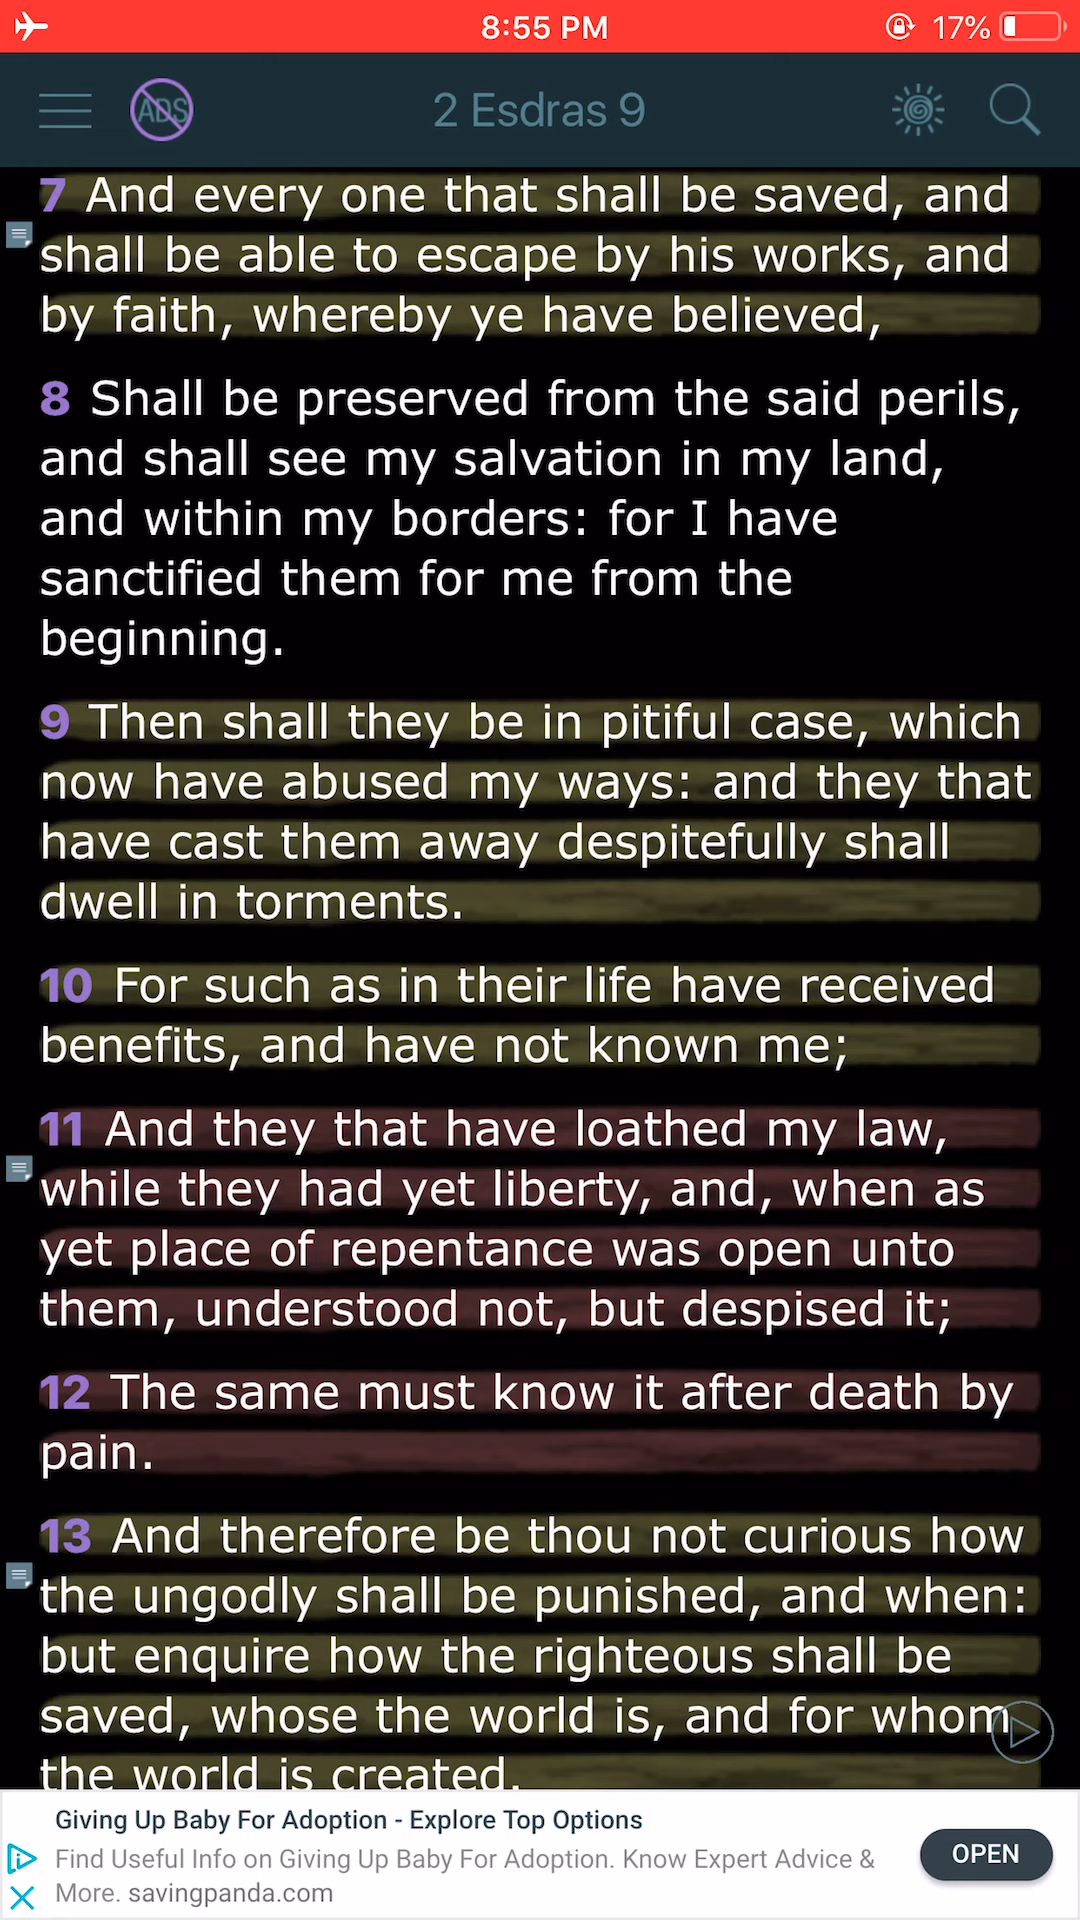 8:55 PM
17%
ADS
2 Esdras 9
7 And every one that shall be saved, and
shall be able to escape by his works, and
by faith, whereby ye have believed,
8 Shall be preserved from the said perils,
and shall see my salvation in my land,
and within my borders: for I have
sanctified them for me from the
beginning.
9 Then shall they be in pitiful case, which
now have abused my ways: and they that
have cast them away despitefully shall
dwell in torments.
10 For such as in their life have received
benefits, and have not known me;
11 And they that have loathed my law,
while they had yet liberty, and, when as
yet place of repentance was open unto
them, understood not, but despised it;
12 The same must know it after death by
pain.
13 And therefore be thou not curious how
the ungodly shall be punished, and when:
but enquire how the righteous shall be
saved, whose the world is, and for whom
the world is created.
Giving Up Baby For Adoption - Explore Top Options
Find Useful Info on Giving Up Baby For Adoption. Know Expert Advice &
More. savingpanda.com
OPEN